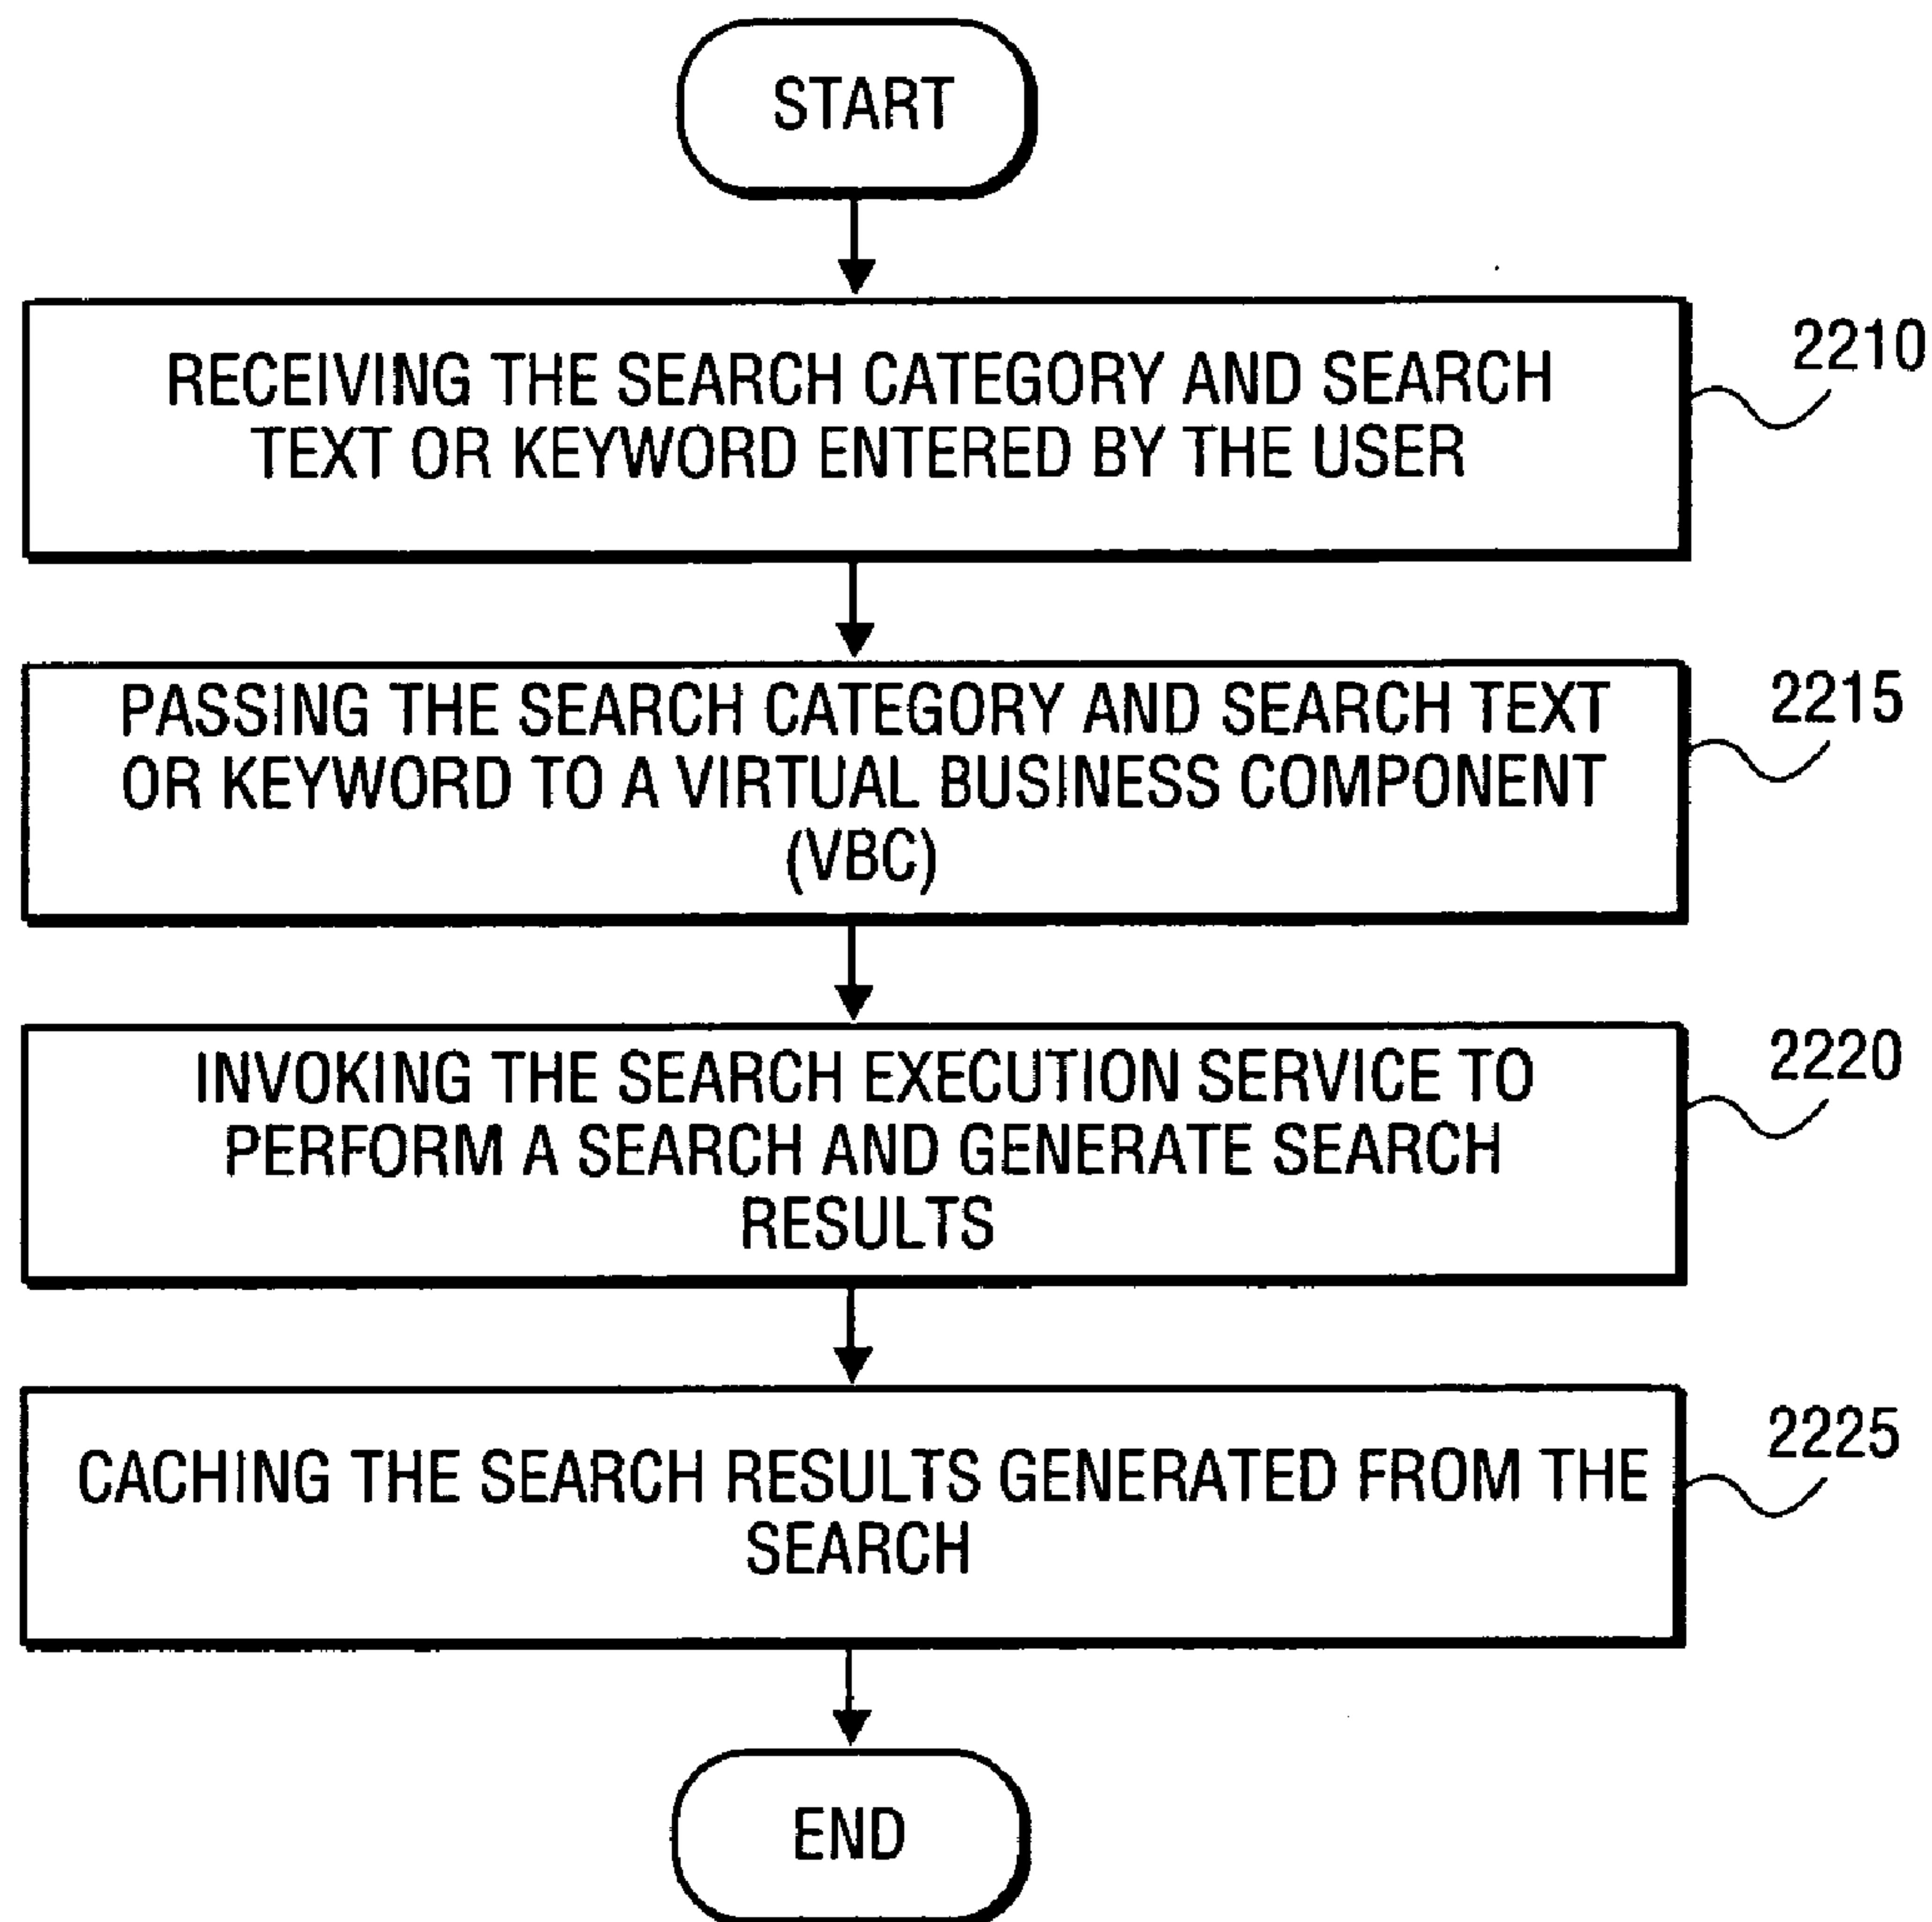 START
RECEIVING THE SEARCH CATEGORY AND SEARCH
TEXT OR KEYWORD ENTERED BY THE USER
2210
PASSING THE SEARCH CATEGORY AND SEARCH TEXT
OR KEYWORD TO A VIRTUAL BUSINESS COMPONENT
(VBC)
2215
INVOKING THE SEARCH EXECUTION SERVICE TO
PERFORM A SEARCH AND GENERATE SEARCH
RESULTS
2220
CACHING THE SEARCH RESULTS GENERATED FROM THE
SEARCH
2225
END